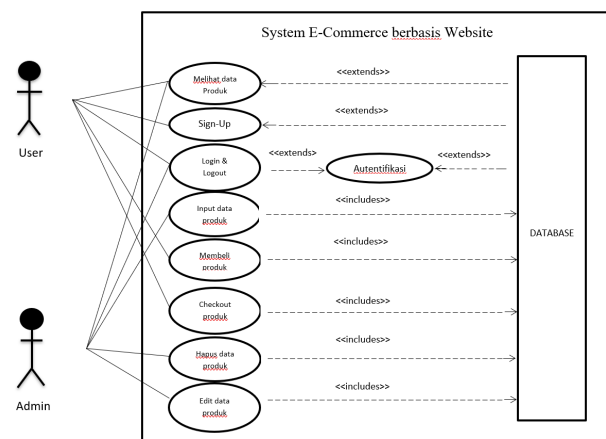 System E-Commerce berbasis Website
Melihat data
Produk
<<extends>>
Sign-Up
<<extends>>
User
Login &
Logout
<<extends>
Autentifikasi
<<extends>>
Input data
produk
<<includes>>
DATABASE
Membeli
produk
<<includes>>
Checkout
produk
<<includes>>
Hapus data
produk
<<includes>>
Admin
Edit data
produk
<<includes>>